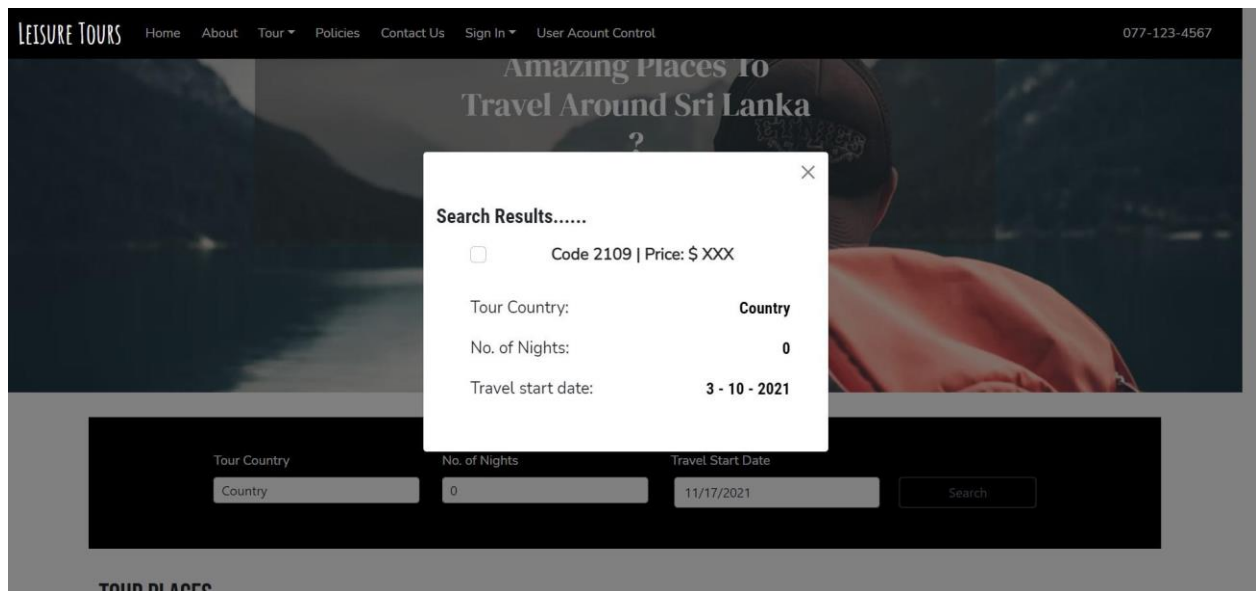 LEISURE TOURS Home About Tour Policies Contact Us Sign In User Acount Control 077-123-4567
Amazing Places To
Travel Around Sri Lanka
?
Search Results......
Code 2109 | Price: $ XXX
Tour Country: Country
No. of Nights: 0
Travel start date: 3 - 10 - 2021
Tour Country No. of Nights Travel Start Date
Country 0 11/17/2021 Search
TOUR PLACES